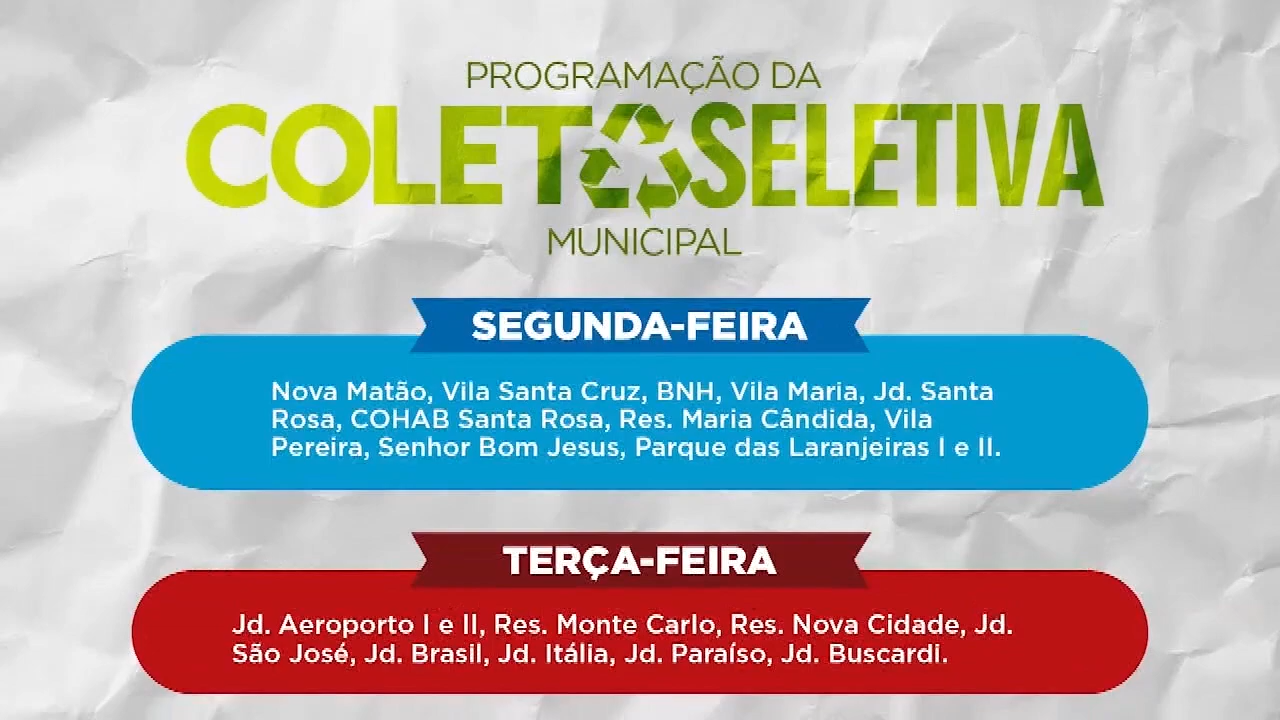 PROGRAMAÇÃO DA
COLETA SELETIVA
MUNICIPAL
SEGUNDA-FEIRA
Nova Matão, Vila Santa Cruz, BNH, Vila Maria, Jd. Santa
Rosa, COHAB Santa Rosa, Res. Maria Cândida, Vila
Pereira, Senhor Bom Jesus, Parque das Laranjeiras I e II.
TERÇA-FEIRA
Jd. Aeroporto I e II, Res. Monte Carlo, Res. Nova Cidade, Jd.
São José, Jd. Brasil, Jd. Itália, Jd. Paraíso, Jd. Buscardi.